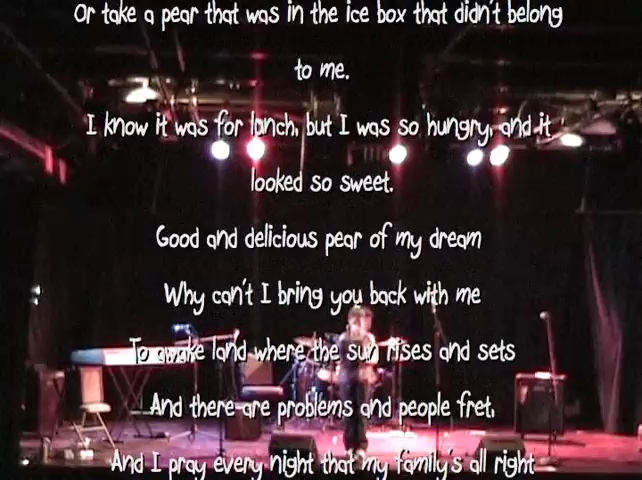 Or take a pear that was in the ice box that didn't belong
to me.
I know it was for lunch, but I was so hungry, and it
looked so sweet.
Good and delicious pear of my dream
Why can't I bring you back with me
To awake land where the sun rises and sets
And there are problems and people fret,
And I pray every night that my family's all right